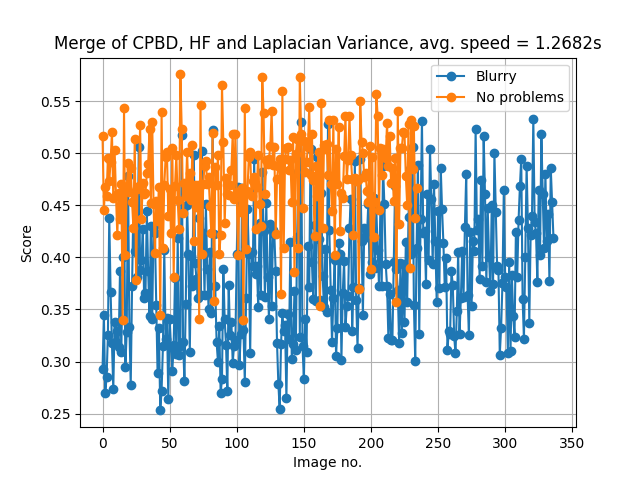 Merge of CPBD, HF and Laplacian Variance, avg. speed = 1.2682s
Blurry
No problems
0.55
0.50
0.45
0.40
0.35
0.30
0.25
Score
0 50 100 150 200 250 300 350
Image no.